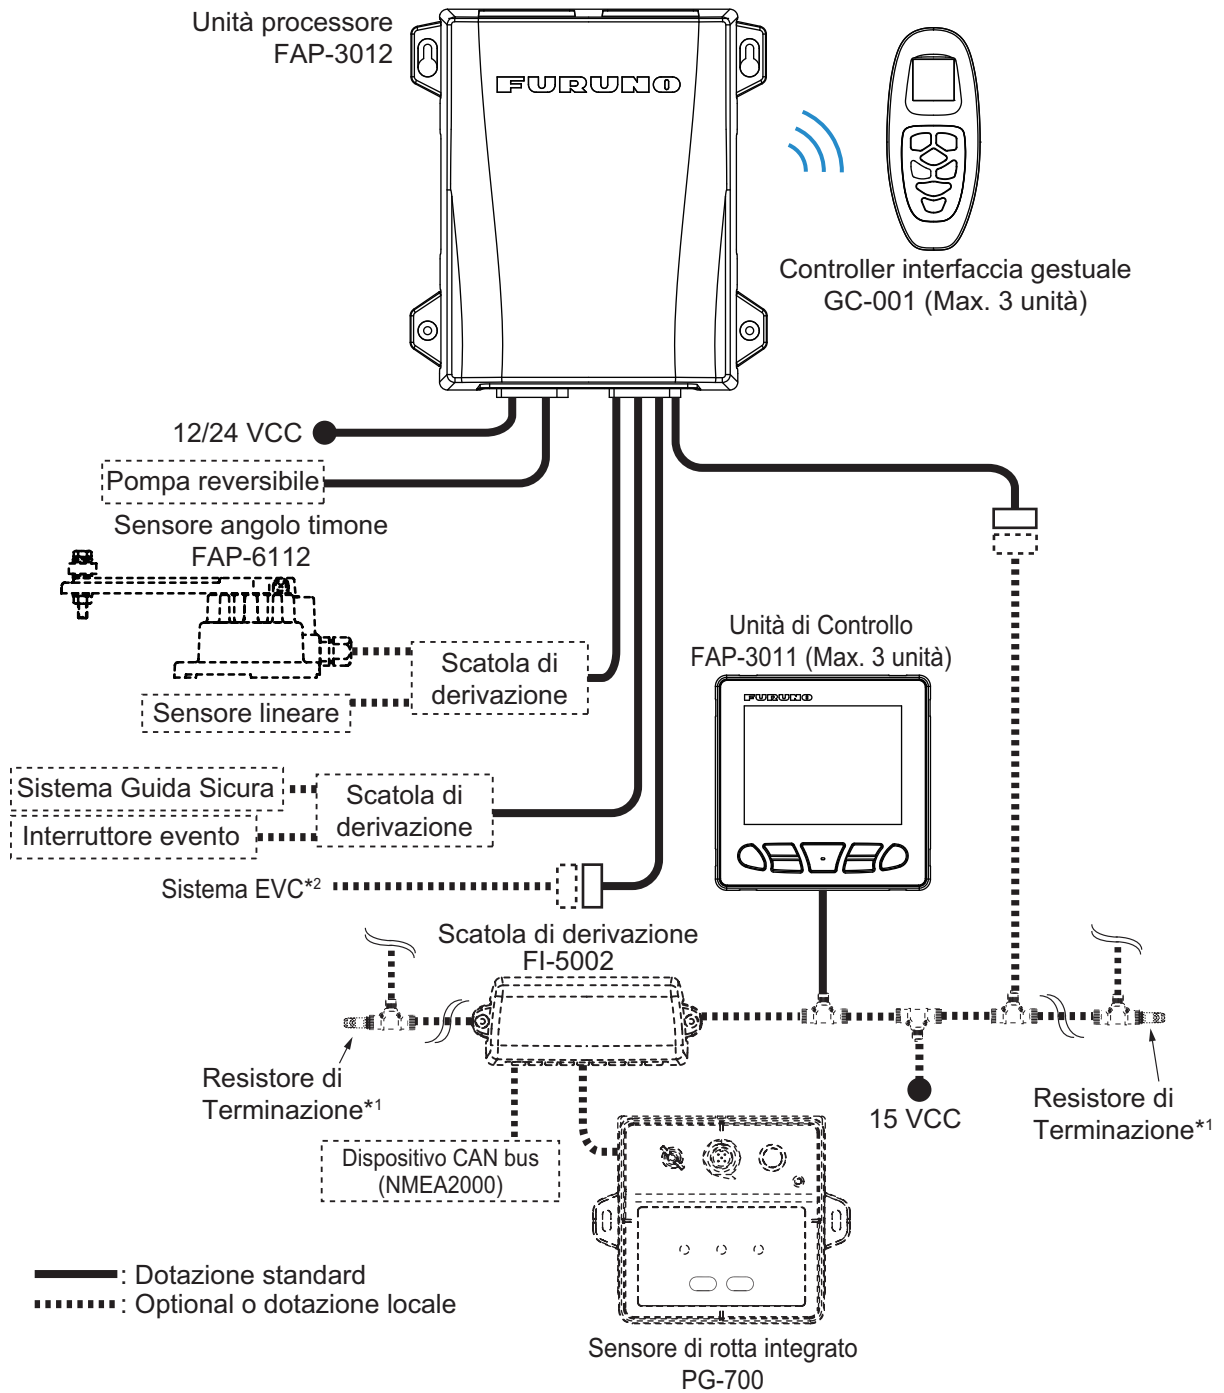 Unità processore
FAP-3012
FURUNO
Controller interfaccia gestuale
GC-001 (Max. 3 unità)
12/24 VCC
Pompa reversibile
Sensore angolo timone
FAP-6112
Scatola di
derivazione
Sensore lineare
Unità di Controllo
FAP-3011 (Max. 3 unità)
FURUNO
Sistema Guida Sicura
Interruttore evento
Scatola di
derivazione
Sistema EVC*2
Scatola di derivazione
FI-5002
Resistore di
Terminazione*1
15 VCC
Resistore di
Terminazione*1
Dispositivo CAN bus
(NMEA2000)
: Dotazione standard
: Optional o dotazione locale
Sensore di rotta integrato
PG-700